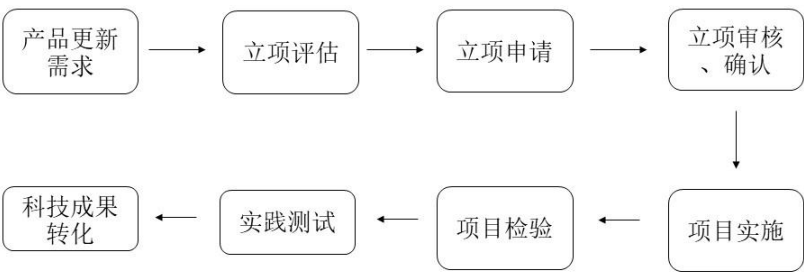 产品更新
需求
立项评估
立项申请
立项审核
、确认
项目实施
项目检验
实践测试
科技成果
转化